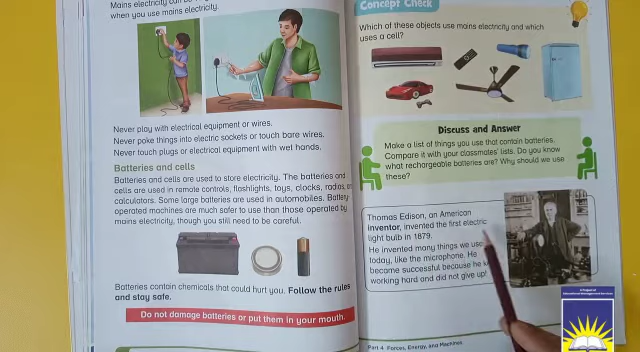 Mains electricity can
when you use mains electricity.
Never play with electrical equipment or wires.
Never poke things into electric sockets or touch bare wires.
Never touch plugs or electrical equipment with wet hands.
Batteries and cells
Batteries and cells are used to store electricity. The batteries and
cells are used in remote controls, flashlights, toys, clocks, radios,
calculators. Some large batteries are used in automobiles. Battery
operated machines are much safer to use than those operated by
mains electricity, though you still need to be careful.
Batteries contain chemicals that could hurt you. Follow the rules
and stay safe.
Do not damage batteries or put them in your mouth.
Concept Check
Which of these objects use mains electricity and which
uses a cell?
Discuss and Answer
Make a list of things you use that contain batteries.
Compare it with your classmates' lists. Do you know
what rechargeable batteries are? Why should we use
these?
Thomas Edison, an American
inventor, invented the first electric
light bulb in 1879.
He invented many things we use
today, like the microphone. He
became successful because he
working hard and did not give up!
Part 4 Forces, Energy, and Machines
A Project of